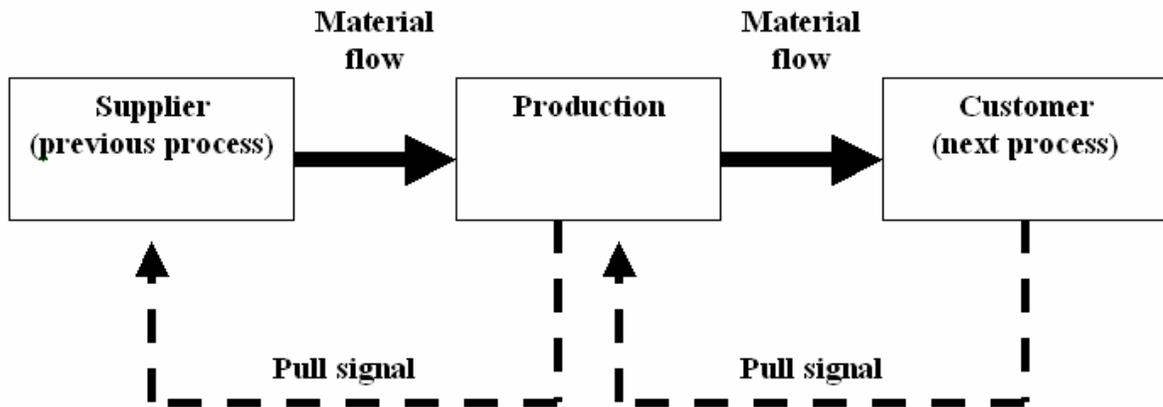 Material
flow
Material
flow
Supplier
(previous process)
Production
Customer
(next process)
Pull signal
Pull signal